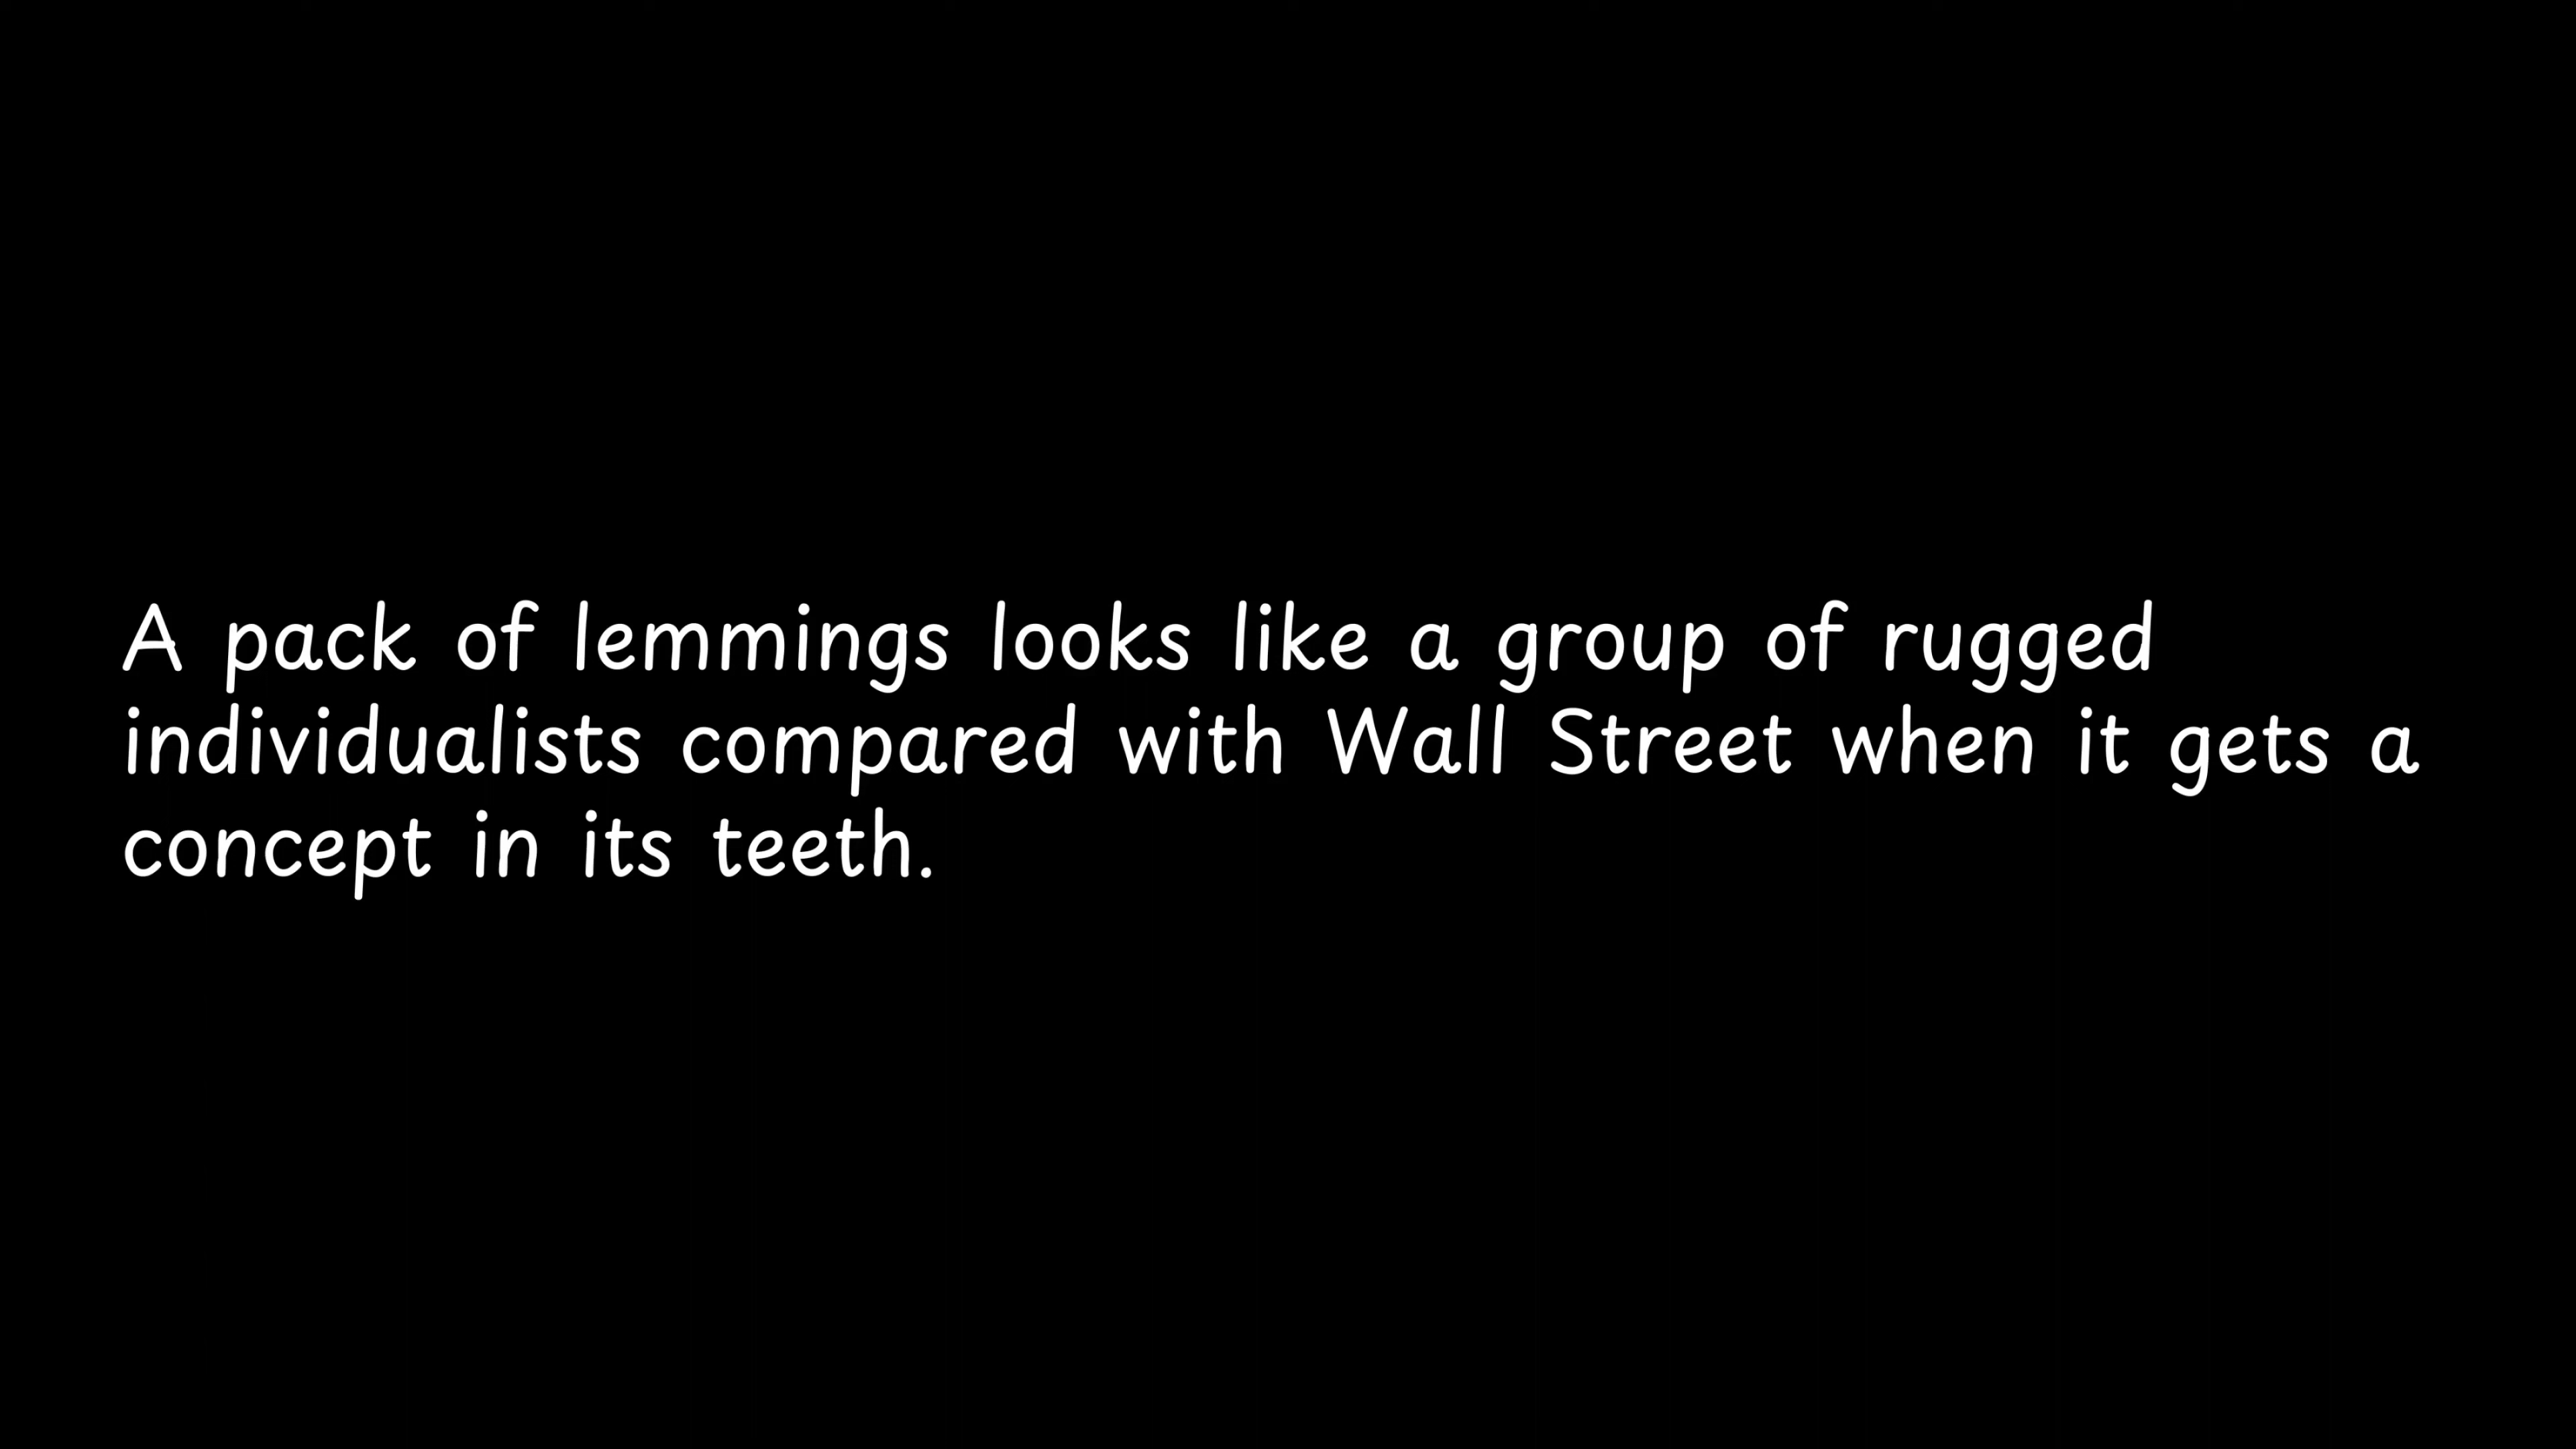 A pack of lemmings looks like a group of rugged
individualists compared with Wall Street when it gets a
concept in its teeth.